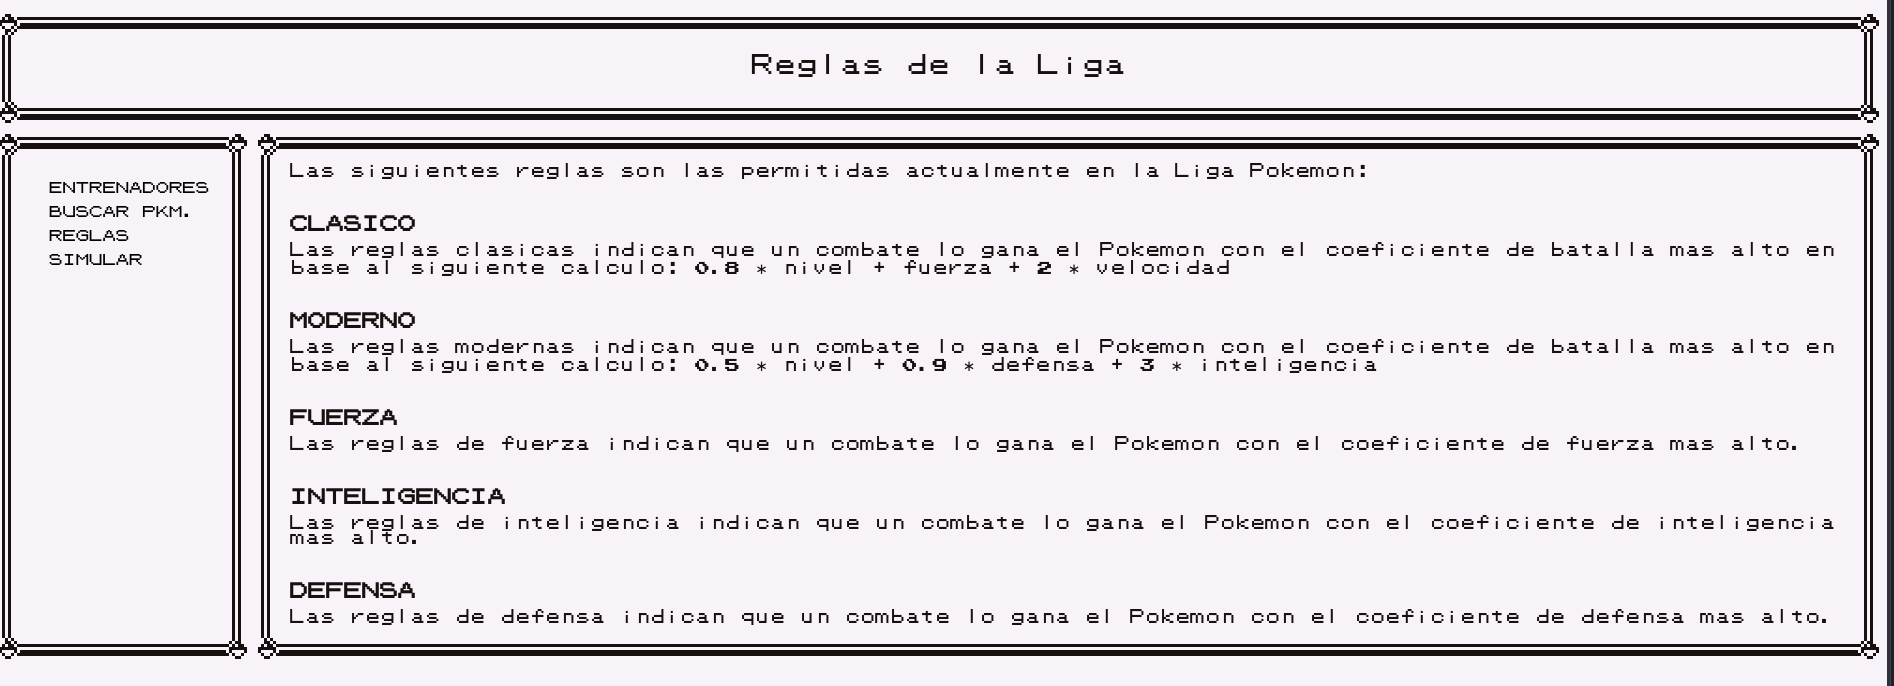 Reglas de la Liga
ENTRENADORES
BUSCAR PKM.
REGLAS
SIMULAR
Las siguientes reglas son las permitidas actualmente en la Liga Pokemon:
CLASICO
Las reglas clasicas indican que un combate lo gana el Pokemon con el coeficiente de batalla mas alto en
base al siguiente calculo: 0.8 * nivel + fuerza + 2 * velocidad
MODERNO
Las reglas modernas indican que un combate lo gana el Pokemon con el coeficiente de batalla mas alto en
base al siguiente calculo: 0.5 * nivel + 0.9 * defensa + 3 * inteligencia
FUERZA
Las reglas de fuerza indican que un combate lo gana el Pokemon con el coeficiente de fuerza mas alto.
INTELIGENCIA
Las reglas de inteligencia indican que un combate lo gana el Pokemon con el coeficiente de inteligencia
mas alto.
DEFENSA
Las reglas de defensa indican que un combate lo gana el Pokemon con el coeficiente de defensa mas alto.